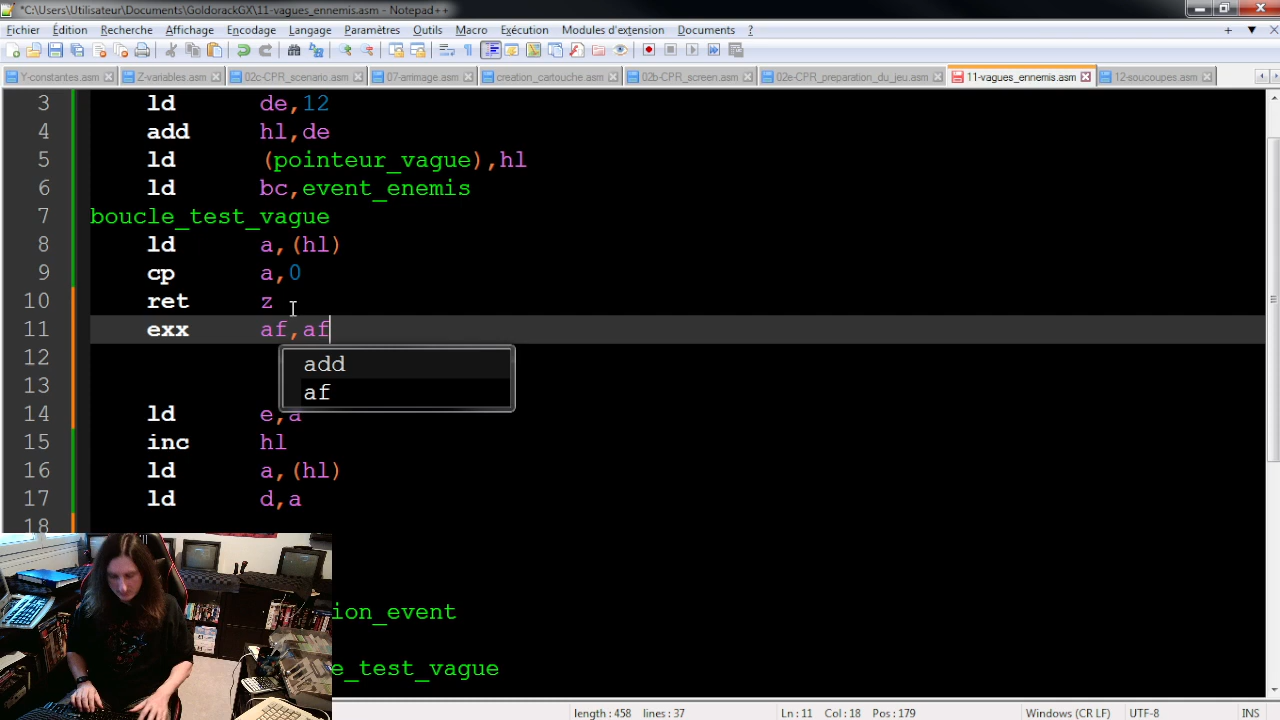 *C:\Users\Utilisateur\Documents\GoldorackGX\11-vagues_ennemis.asm - Notepad++
Fichier Édition Recherche Affichage Encodage Langage Paramètres Outils Macro Exécution Modules d'extension Documents ?
Y-constantes.asm Z-variables.asm 02c-CPR_scenario.asm 07-arrimage.asm creation_cartouche.asm 02b-CPR_screen.asm 02e-CPR_preparation_du_jeu.asm 11-vagues_ennemis.asm 12-soucoupes.asm
3 ld de,12
4 add hl,de
5 ld (pointeur_vague),hl
6 ld bc,event_enemis
7 boucle_test_vague
8 ld a,(hl)
9 cp a,0
10 ret z
11 exx af,af
12 add
13 af
14 ld e,a
15 inc hl
16 ld a,(hl)
17 ld d,a
18
ion_event
e_test_vague
length : 458 lines : 37 Ln : 11 Col : 18 Pos : 179 Windows (CR LF) UTF-8 INS